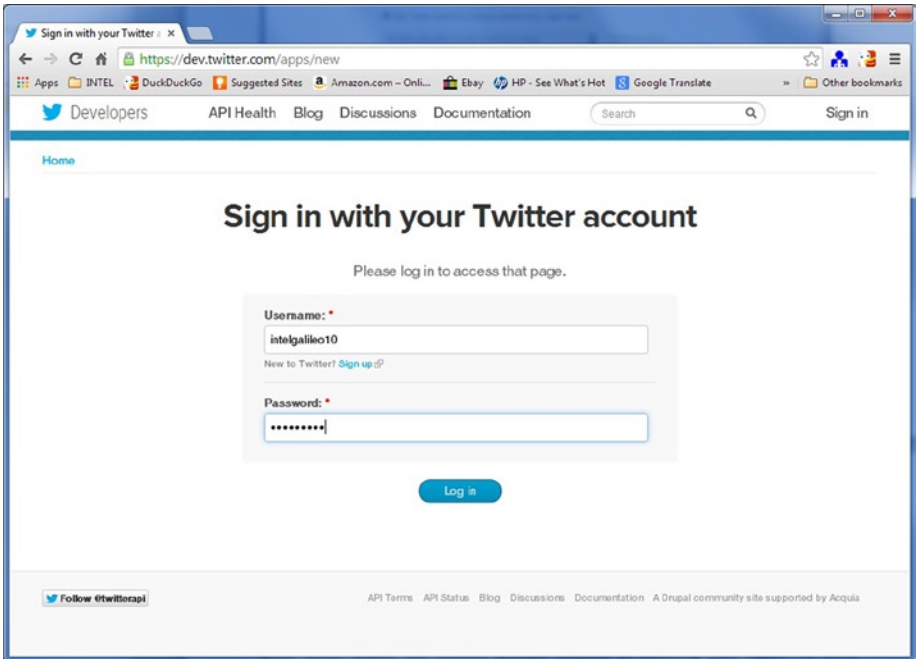 Sign in with your Twitter a
https://dev.twitter.com/apps/new
Apps INTEL DuckDuckGo Suggested Sites Amazon.com – Onli... Ebay HP - See What's Hot Google Translate » Other bookmarks
Developers API Health Blog Discussions Documentation Search Sign in
Home
Sign in with your Twitter account
Please log in to access that page.
Username: *
intelgalileo10
New to Twitter? Sign up
Password: *
•••••••••
Log in
Follow @twitterapi API Terms API Status Blog Discussions Documentation A Drupal community site supported by Acquia